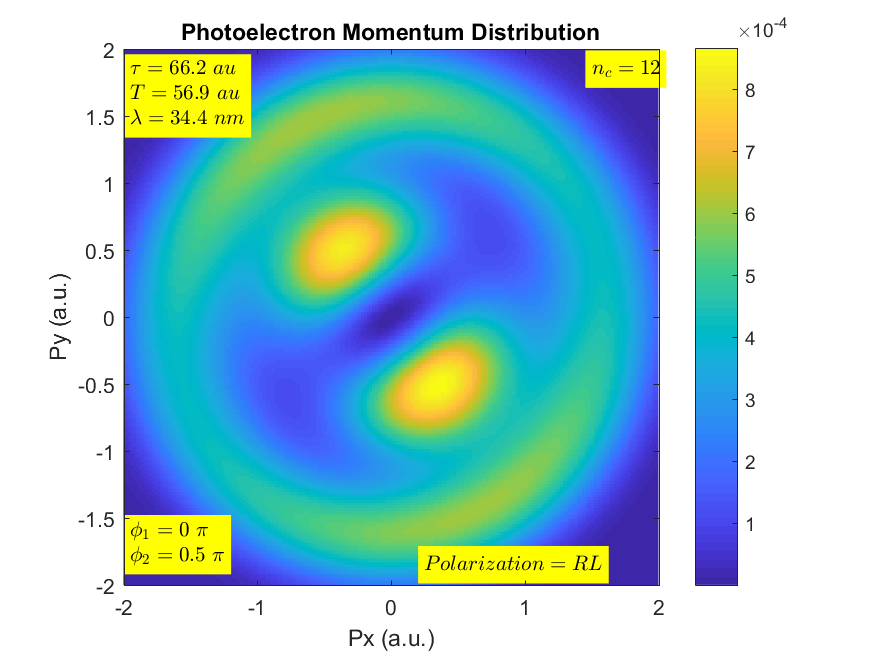 Photoelectron Momentum Distribution
×10⁻⁴
τ = 66.2 au
T = 56.9 au
λ = 34.4 nm
n_c = 12
ϕ₁ = 0 π
ϕ₂ = 0.5 π
Polarization = RL
2
1.5
1
0.5
0
-0.5
-1
-1.5
-2
Py (a.u.)
-2 -1 0 1 2
Px (a.u.)
8
7
6
5
4
3
2
1